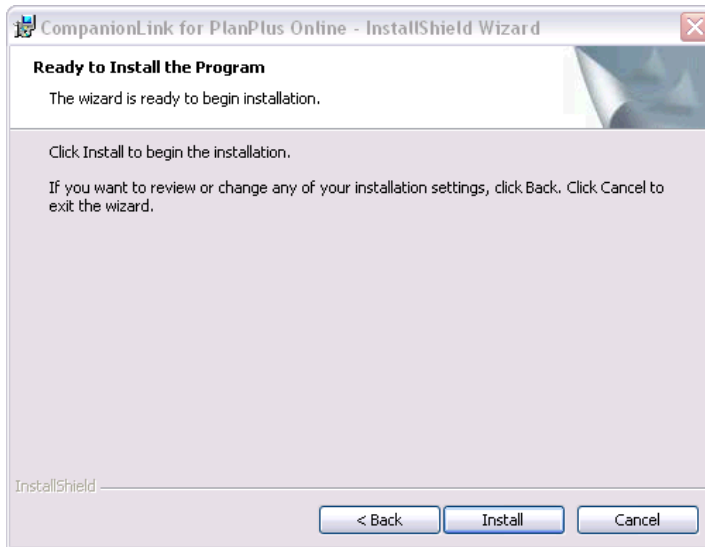 CompanionLink for PlanPlus Online - InstallShield Wizard
Ready to Install the Program
The wizard is ready to begin installation.
Click Install to begin the installation.
If you want to review or change any of your installation settings, click Back. Click Cancel to
exit the wizard.
InstallShield
< Back Install Cancel